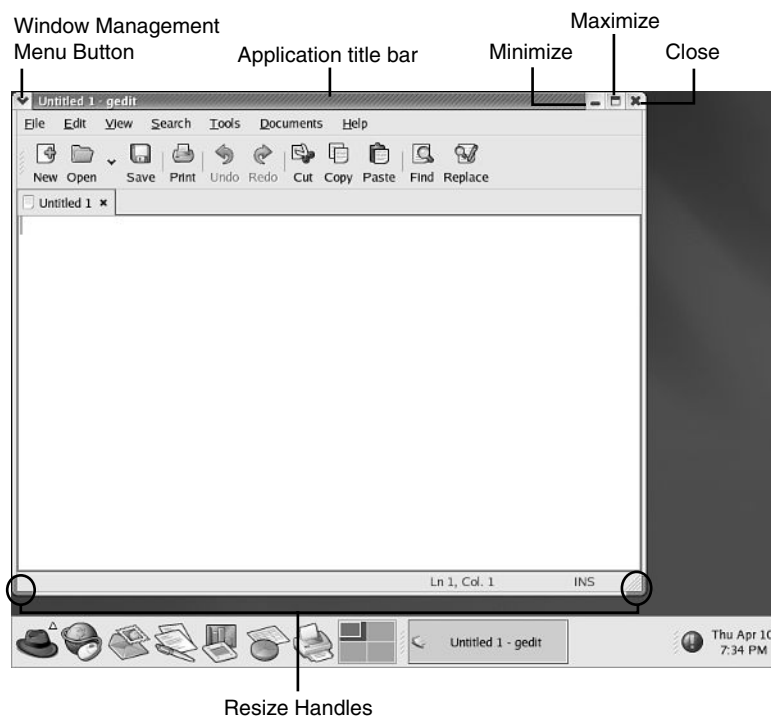 Window Management
Menu Button
Application title bar
Minimize
Maximize
Close
Untitled 1 - gedit
File Edit View Search Tools Documents Help
New Open Save Print Undo Redo Cut Copy Paste Find Replace
Untitled 1
Ln 1, Col. 1 INS
Untitled 1 - gedit
Thu Apr 10
7:34 PM
Resize Handles